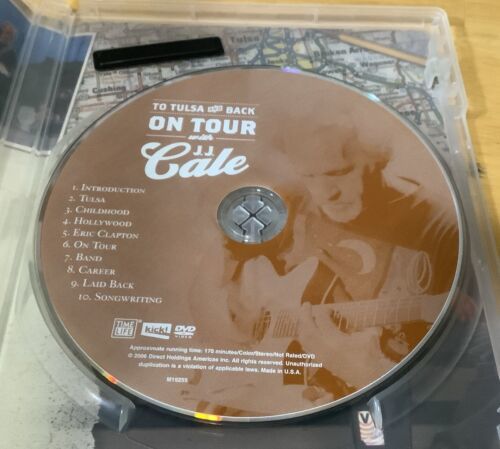 TO TULSA AND BACK
ON TOUR
with
J.J.
Cale
1. INTRODUCTION
2. TULSA
3. CHILDHOOD
4. HOLLYWOOD
5. ERIC CLAPTON
6. ON TOUR
7. BAND
8. CAREER
9. LAID BACK
10. SONGWRITING
TIME LIFE
kick!
DVD VIDEO
Approximate running time: 170 minutes/Color/Stereo/Not Rated/DVD
© 2006 Direct Holdings Americas Inc. All rights reserved. Unauthorized
duplication is a violation of applicable laws. Made in U.S.A.
M19255
Cushing